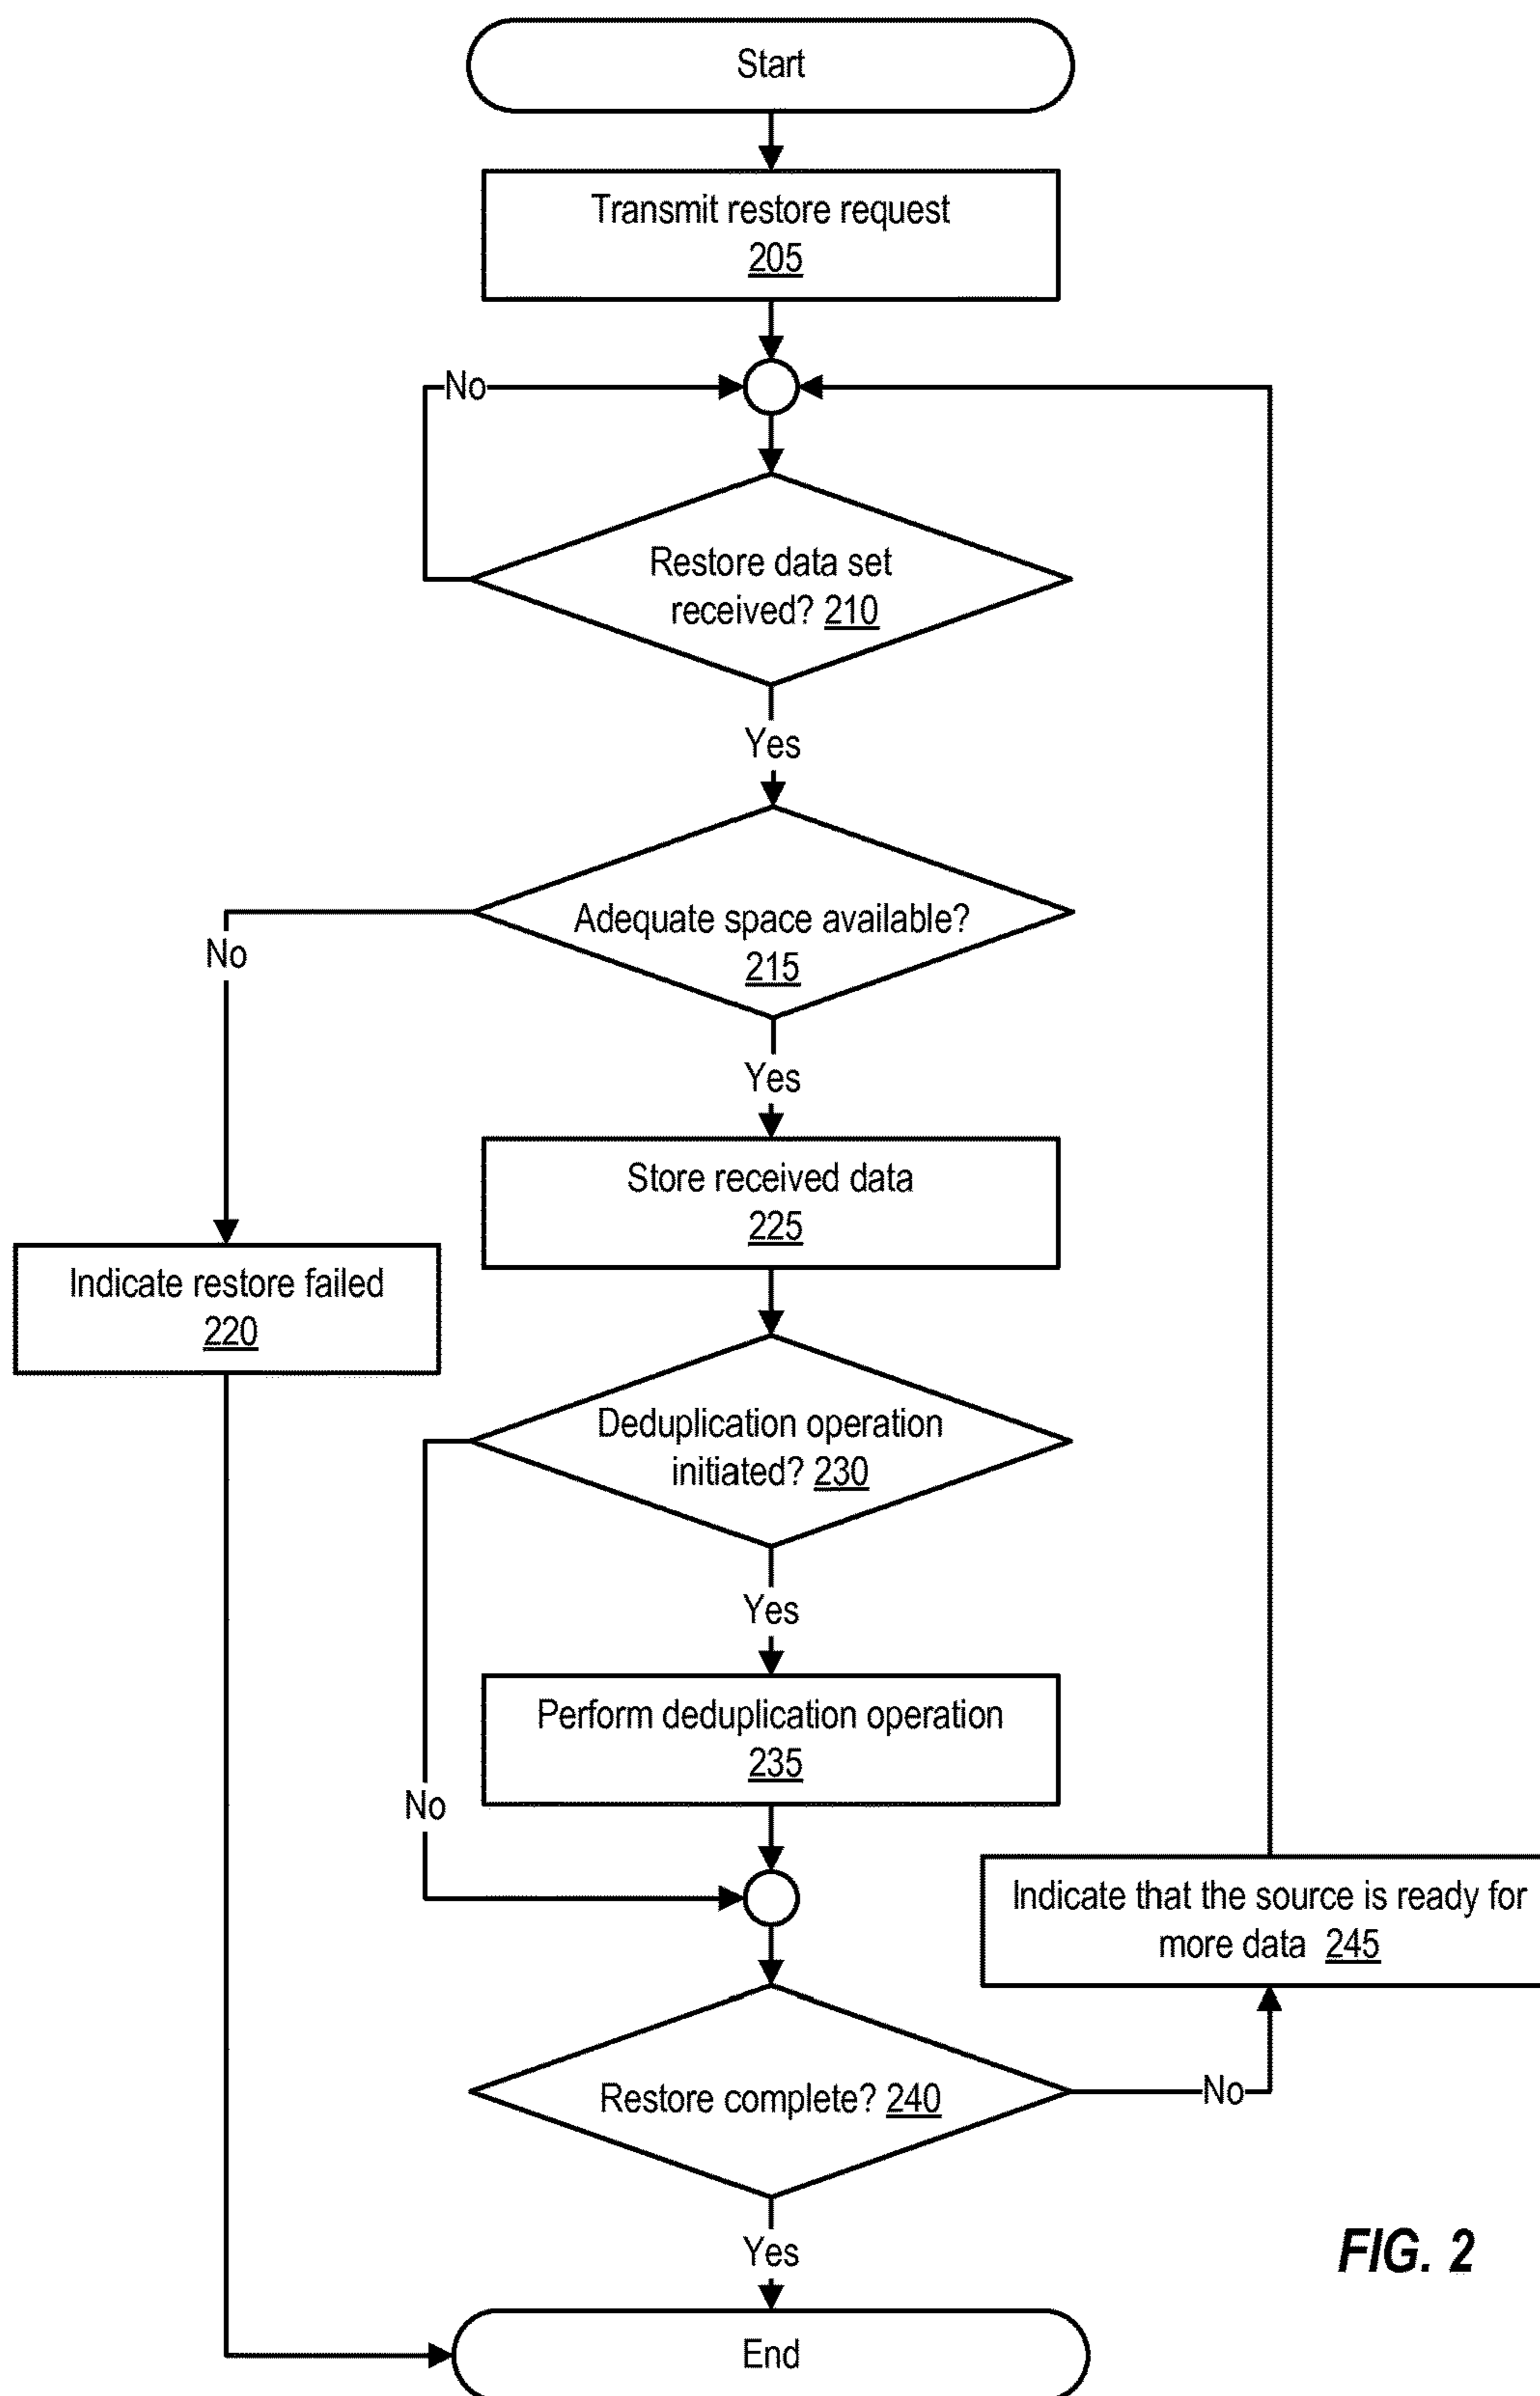 Start
Transmit restore request
205
No
Restore data set
received? 210
Yes
Adequate space available?
215
No
Yes
Store received data
225
Indicate restore failed
220
Deduplication operation
initiated? 230
Yes
Perform deduplication operation
235
No
Indicate that the source is ready for
more data 245
Restore complete? 240
No
Yes
FIG. 2
End